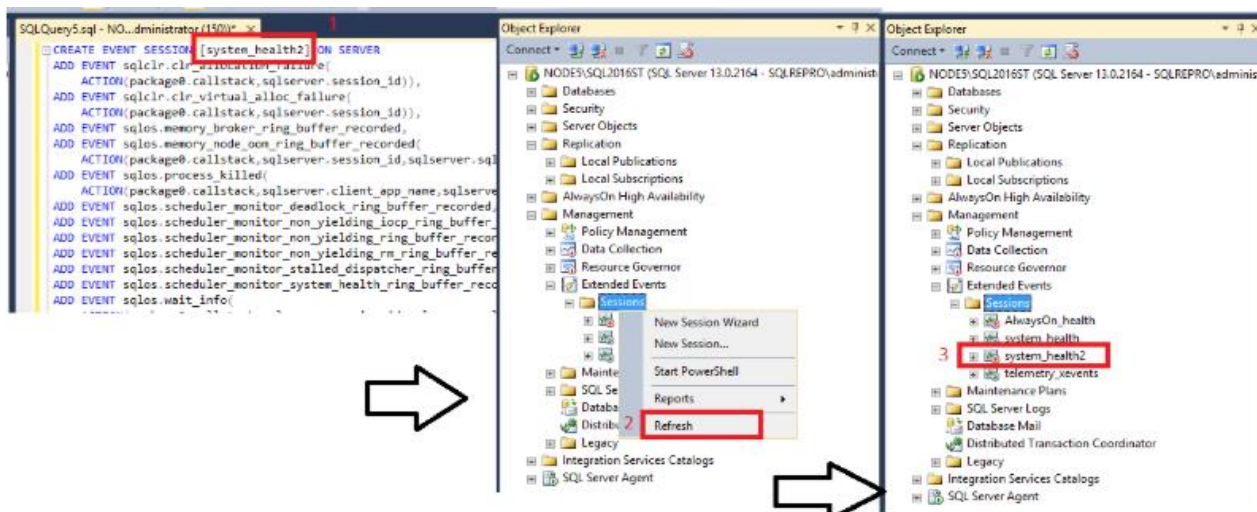 1
SQLQuery5.sql - NO...dministrator (150))*
CREATE EVENT SESSION [system_health2] ON SERVER
ADD EVENT sqlclr.clr_allocation_failure(
ACTION(package0.callstack,sqlserver.session_id)),
ADD EVENT sqlclr.clr_virtual_alloc_failure(
ACTION(package0.callstack,sqlserver.session_id)),
ADD EVENT sqlos.memory_broker_ring_buffer_recorded,
ADD EVENT sqlos.memory_node_oom_ring_buffer_recorded(
ACTION(package0.callstack,sqlserver.session_id,sqlserver.sql
ADD EVENT sqlos.process_killed(
ACTION(package0.callstack,sqlserver.client_app_name,sqlserve
ADD EVENT sqlos.scheduler_monitor_deadlock_ring_buffer_recorded,
ADD EVENT sqlos.scheduler_monitor_non_yielding_iocp_ring_buffer_
ADD EVENT sqlos.scheduler_monitor_non_yielding_ring_buffer_recor
ADD EVENT sqlos.scheduler_monitor_non_yielding_rm_ring_buffer_re
ADD EVENT sqlos.scheduler_monitor_stalled_dispatcher_ring_buffer
ADD EVENT sqlos.scheduler_monitor_system_health_ring_buffer_reco
ADD EVENT sqlos.wait_info(
Object Explorer
Connect
NODE5\SQL2016ST (SQL Server 13.0.2164 - SQLREPRO\administ
Databases
Security
Server Objects
Replication
Local Publications
Local Subscriptions
AlwaysOn High Availability
Management
Policy Management
Data Collection
Resource Governor
Extended Events
Sessions
New Session Wizard
New Session...
Start PowerShell
Reports
2 Refresh
Mainte
SQL Se
Databa
Distribu
Legacy
Integration Services Catalogs
SQL Server Agent
Object Explorer
Connect
NODE5\SQL2016ST (SQL Server 13.0.2164 - SQLREPRO\adminis
Databases
Security
Server Objects
Replication
Local Publications
Local Subscriptions
AlwaysOn High Availability
Management
Policy Management
Data Collection
Resource Governor
Extended Events
Sessions
AlwaysOn_health
system_health
3 system_health2
telemetry_xevents
Maintenance Plans
SQL Server Logs
Database Mail
Distributed Transaction Coordinator
Legacy
Integration Services Catalogs
SQL Server Agent